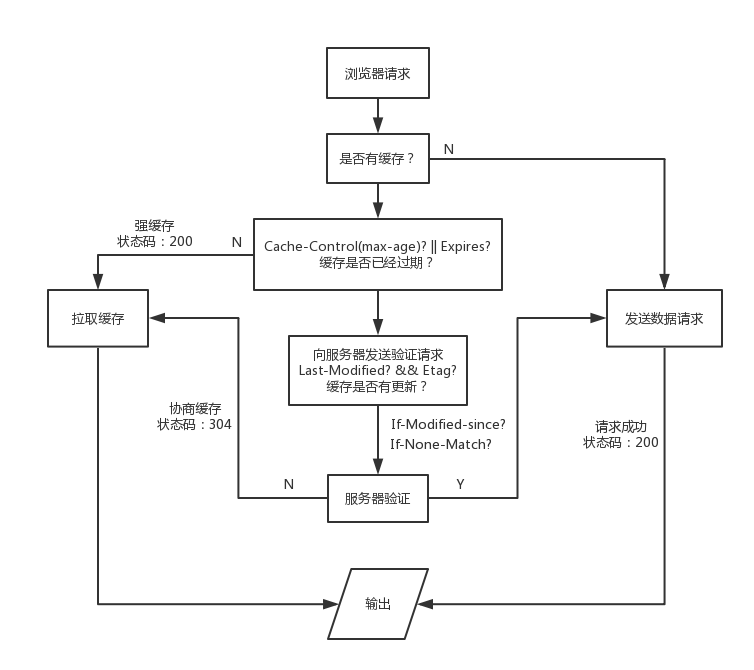 浏览器请求
是否有缓存？
N
强缓存
状态码：200
N
Cache-Control(max-age)? || Expires?
缓存是否已经过期？
拉取缓存
发送数据请求
向服务器发送验证请求
Last-Modified? && Etag?
缓存是否有更新？
协商缓存
状态码：304
If-Modified-since?
If-None-Match?
请求成功
状态码：200
N
服务器验证
Y
输出